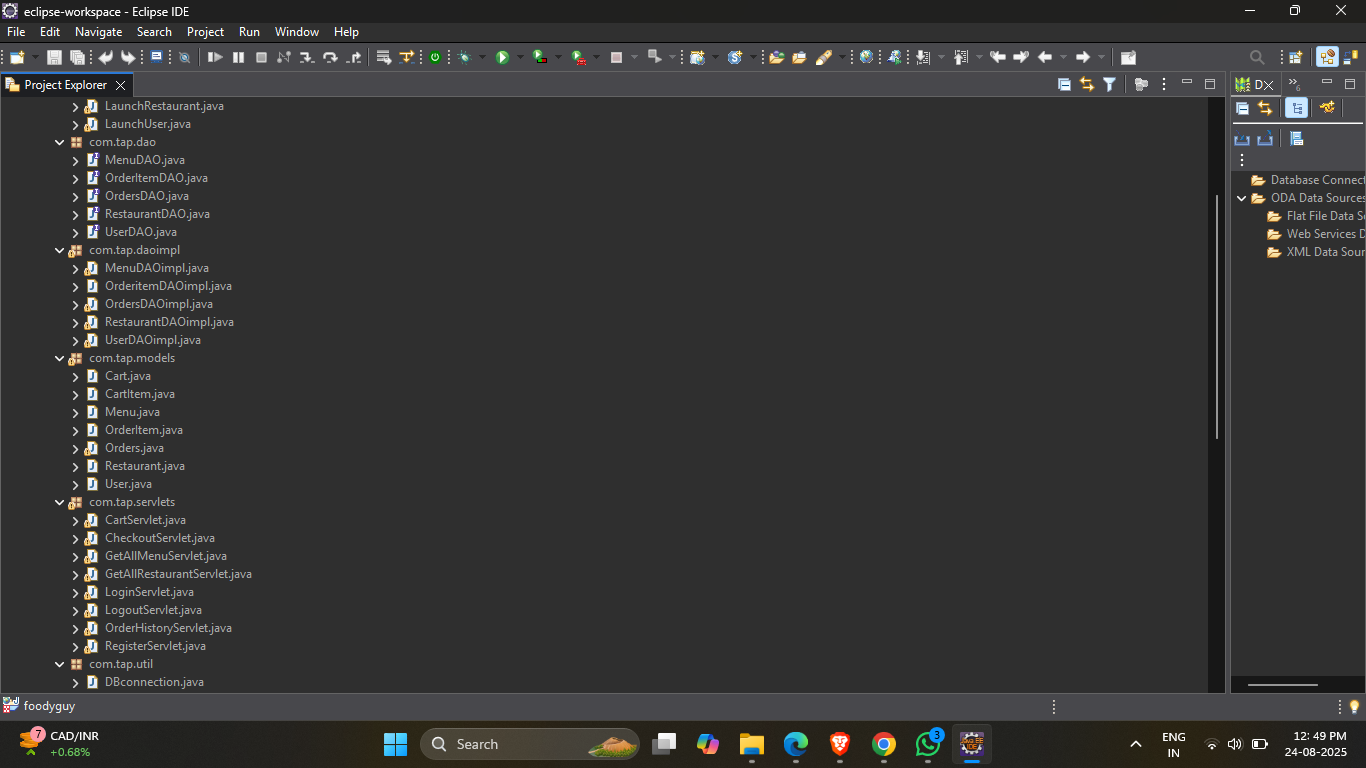 eclipse-workspace - Eclipse IDE
File Edit Navigate Search Project Run Window Help
Project Explorer
D
»6
LaunchRestaurant.java
LaunchUser.java
com.tap.dao
MenuDAO.java
OrderItemDAO.java
OrdersDAO.java
RestaurantDAO.java
UserDAO.java
com.tap.daoimpl
MenuDAOimpl.java
OrderitemDAOimpl.java
OrdersDAOimpl.java
RestaurantDAOimpl.java
UserDAOimpl.java
com.tap.models
Cart.java
CartItem.java
Menu.java
OrderItem.java
Orders.java
Restaurant.java
User.java
com.tap.servlets
CartServlet.java
CheckoutServlet.java
GetAllMenuServlet.java
GetAllRestaurantServlet.java
LoginServlet.java
LogoutServlet.java
OrderHistoryServlet.java
RegisterServlet.java
com.tap.util
DBconnection.java
Database Connect
ODA Data Sources
Flat File Data S
Web Services D
XML Data Sour
foodyguy
7
CAD/INR
+0.68%
Search
3
ENG
IN
12:49 PM
24-08-2025